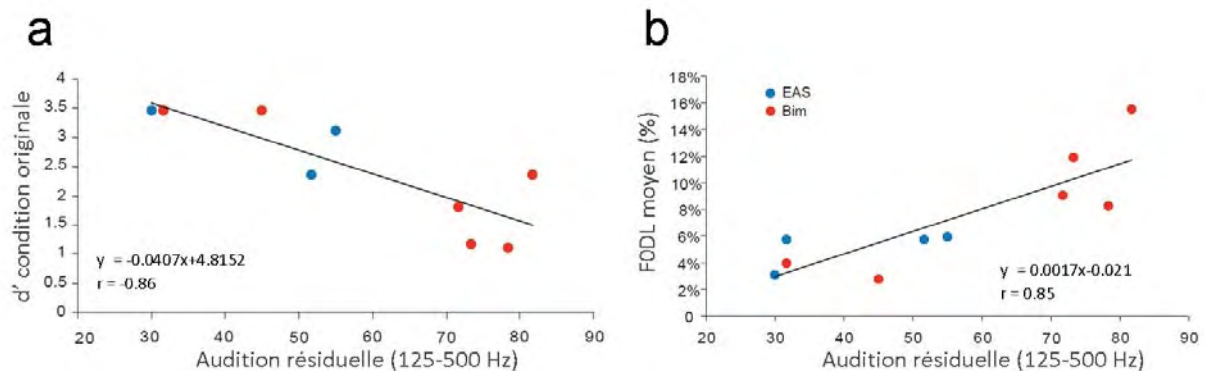 a
d' condition originale
4
3.5
3
2.5
2
1.5
1
0.5
0
y = -0.0407x+4.8152
r = -0.86
20 30 40 50 60 70 80 90
Audition résiduelle (125-500 Hz)
b
F0DL moyen (%)
18%
16%
14%
12%
10%
8%
6%
4%
2%
0%
EAS
Bim
y = 0.0017x-0.021
r = 0.85
20 30 40 50 60 70 80 90
Audition résiduelle (125-500 Hz)